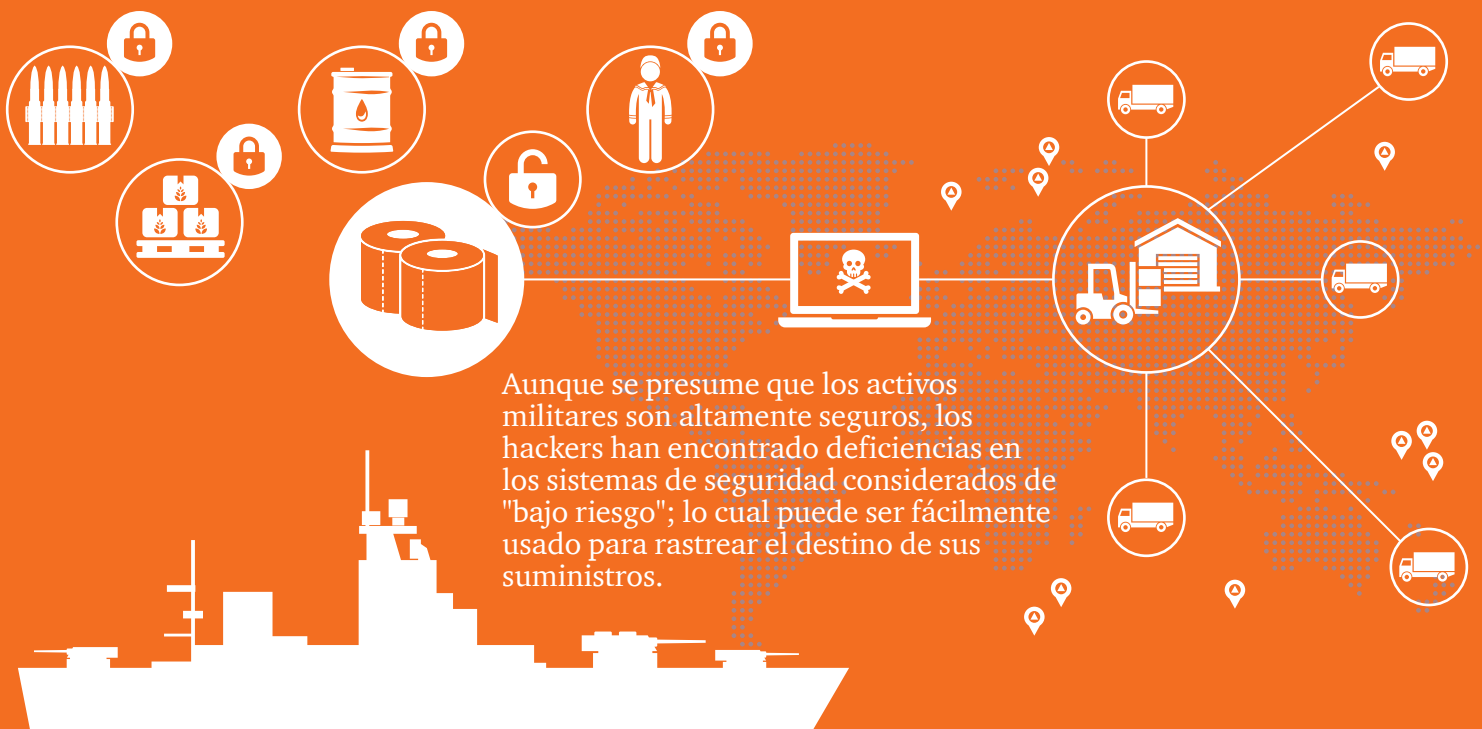 Aunque se presume que los activos
militares son altamente seguros, los
hackers han encontrado deficiencias en
los sistemas de seguridad considerados de
"bajo riesgo"; lo cual puede ser fácilmente
usado para rastrear el destino de sus
suministros.